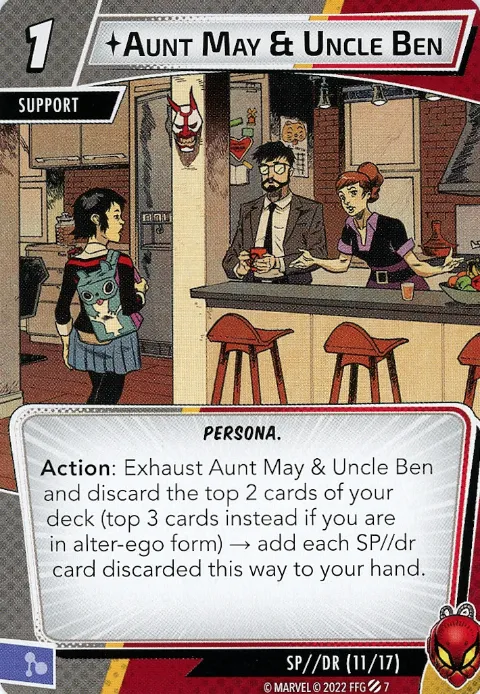 1
AUNT MAY & UNCLE BEN
SUPPORT
PERSONA.
Action: Exhaust Aunt May & Uncle Ben
and discard the top 2 cards of your
deck (top 3 cards instead if you are
in alter-ego form) → add each SP//dr
card discarded this way to your hand.
SP//DR (11/17)
© MARVEL © 2022 FFG 7